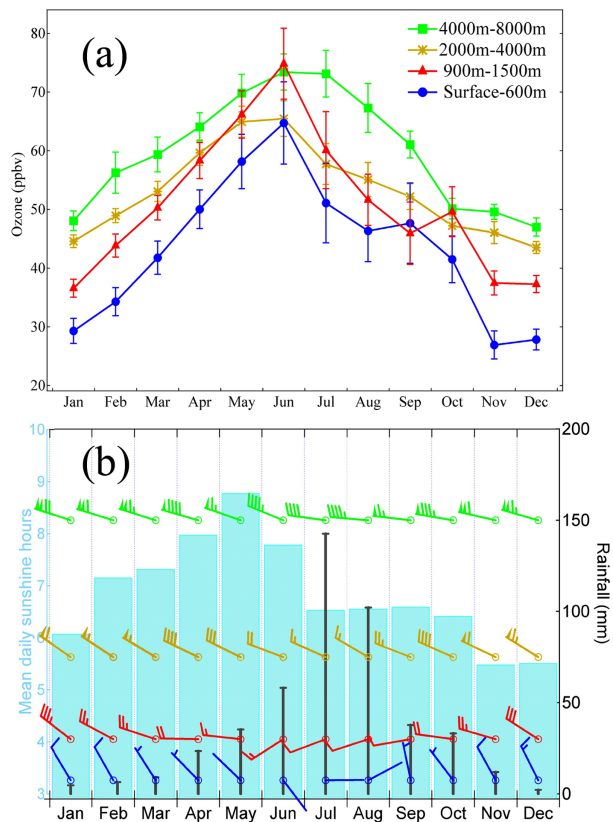 (a)
4000m-8000m
2000m-4000m
900m-1500m
Surface-600m
Ozone (ppbv)
80
70
60
50
40
30
20
Jan Feb Mar Apr May Jun Jul Aug Sep Oct Nov Dec
(b)
Mean daily sunshine hours
10
9
8
7
6
5
4
3
Rainfall (mm)
200
150
100
50
0
Jan Feb Mar Apr May Jun Jul Aug Sep Oct Nov Dec